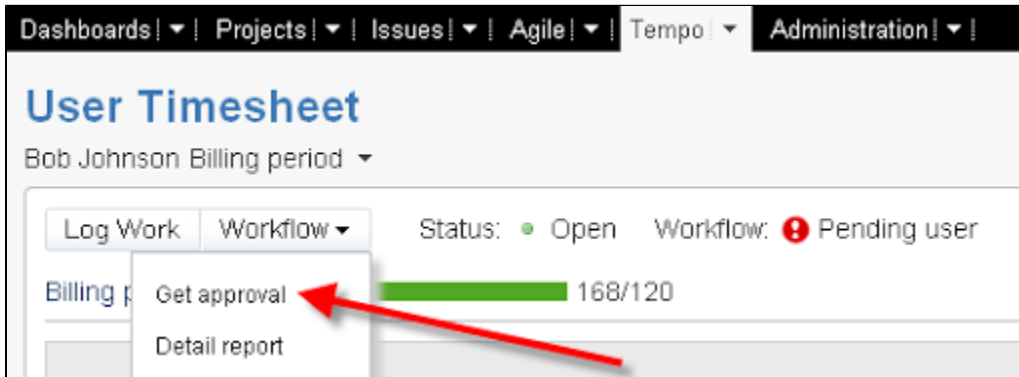 Dashboards Projects Issues Agile Tempo Administration
User Timesheet
Bob Johnson Billing period
Log Work Workflow Status: Open Workflow: Pending user
Billing p 168/120
Get approval
Detail report